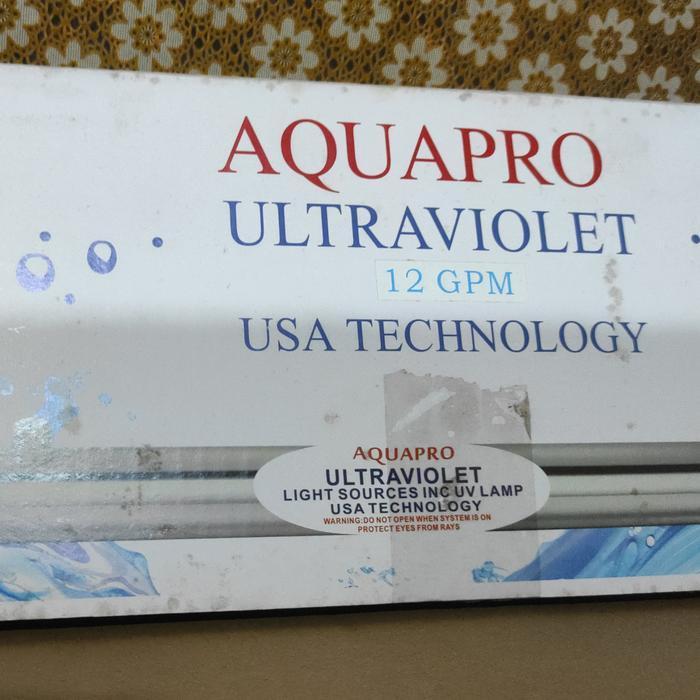 AQUAPRO
ULTRAVIOLET
12 GPM
USA TECHNOLOGY
AQUAPRO
ULTRAVIOLET
LIGHT SOURCES INC UV LAMP
USA TECHNOLOGY
WARNING:DO NOT OPEN WHEN SYSTEM IS ON
PROTECT EYES FROM RAYS